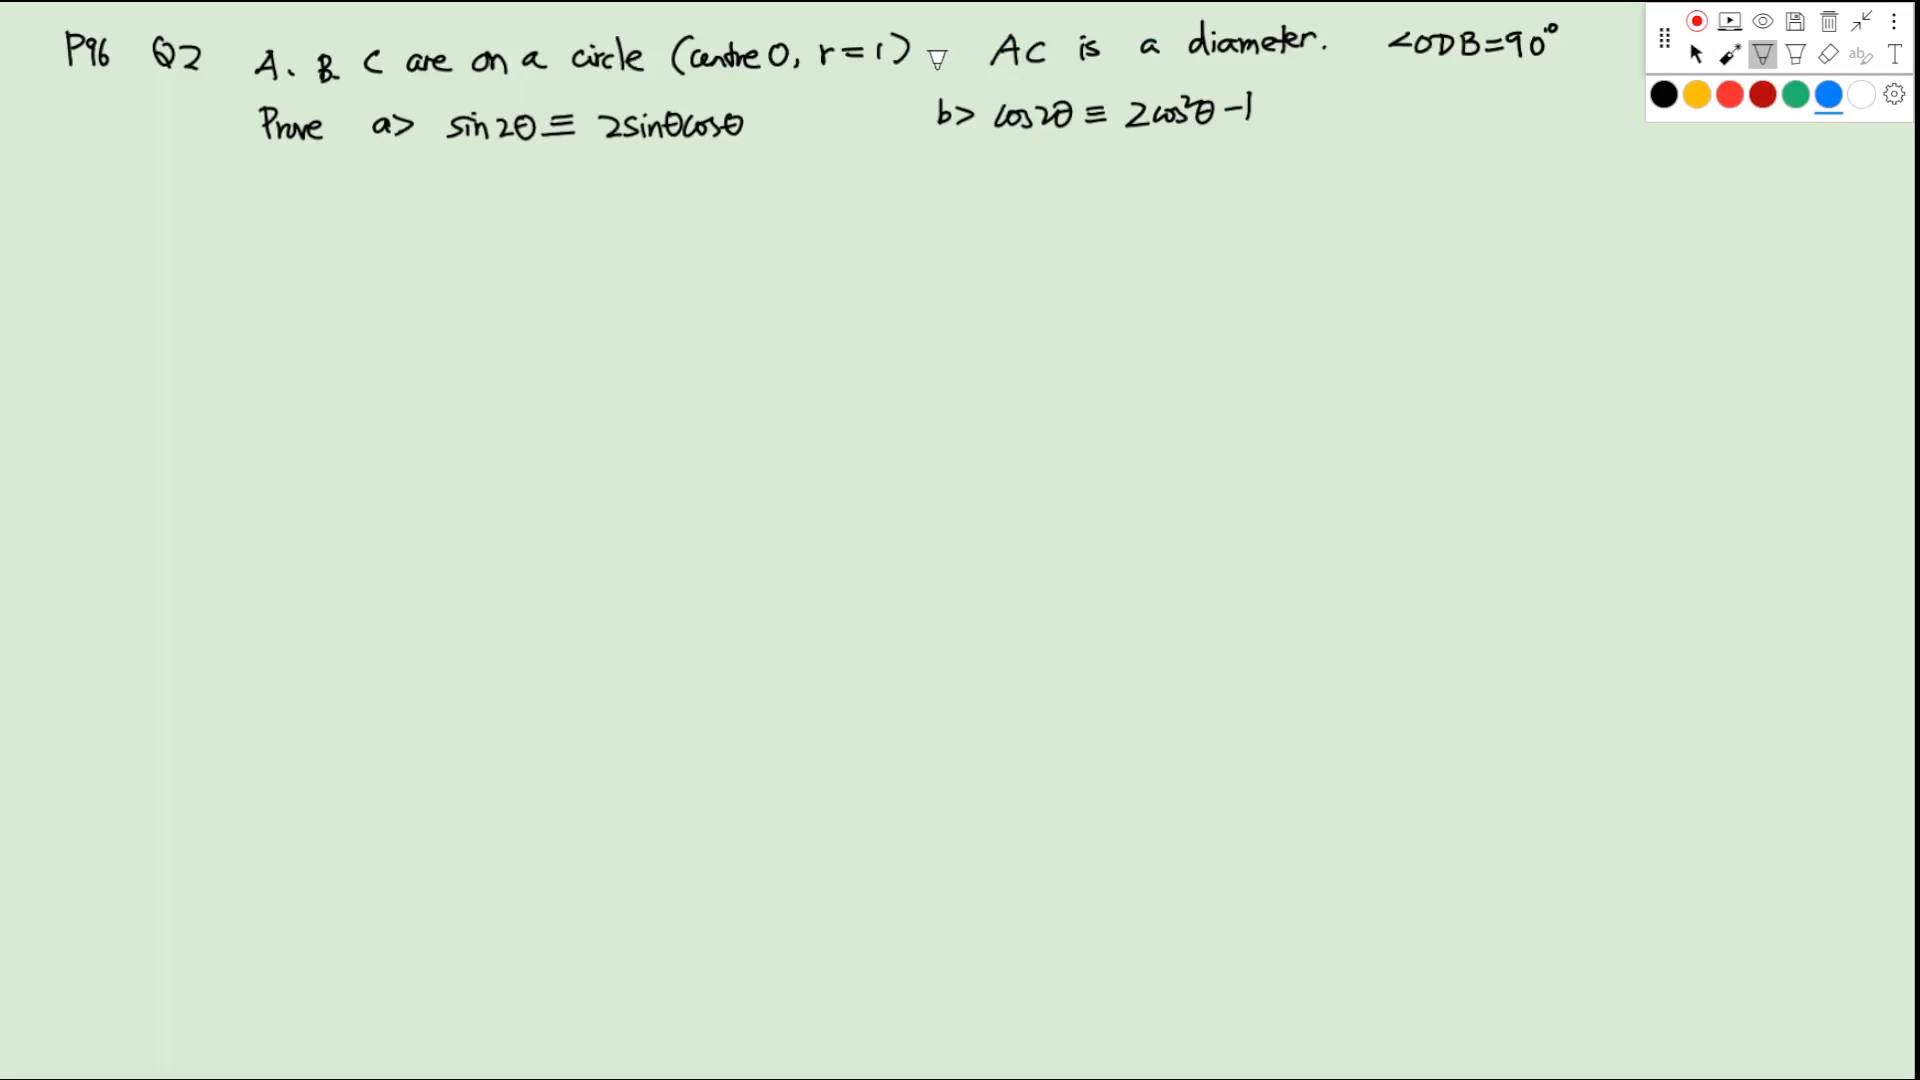 P96 Q2 A. B C are on a circle (centre O, r=1) AC is a diameter. ∠ODB=90°
Prove a> sin2θ≡2sinθcosθ b> cos2θ≡2cos²θ-1